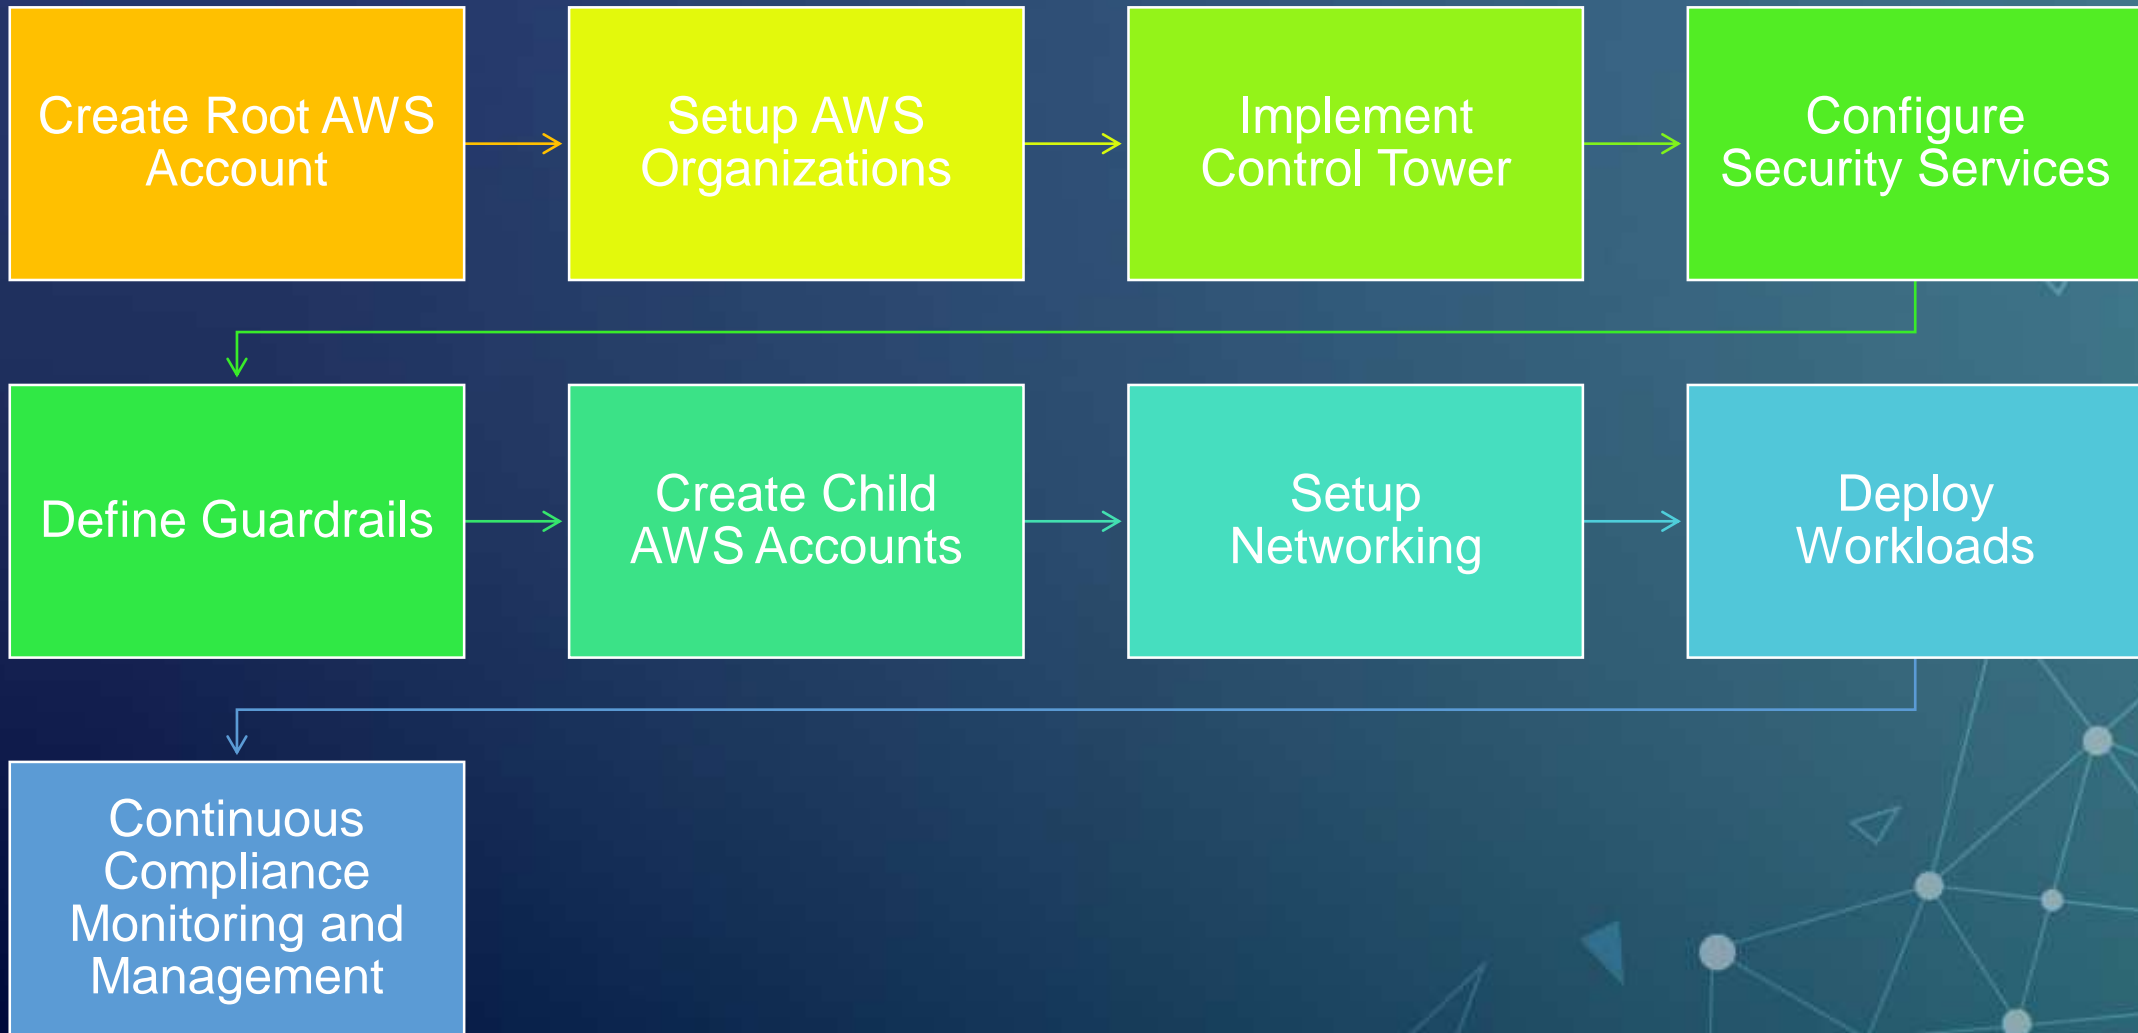 Create Root AWS
Account
Setup AWS
Organizations
Implement
Control Tower
Configure
Security Services
Define Guardrails
Create Child
AWS Accounts
Setup
Networking
Deploy
Workloads
Continuous
Compliance
Monitoring and
Management